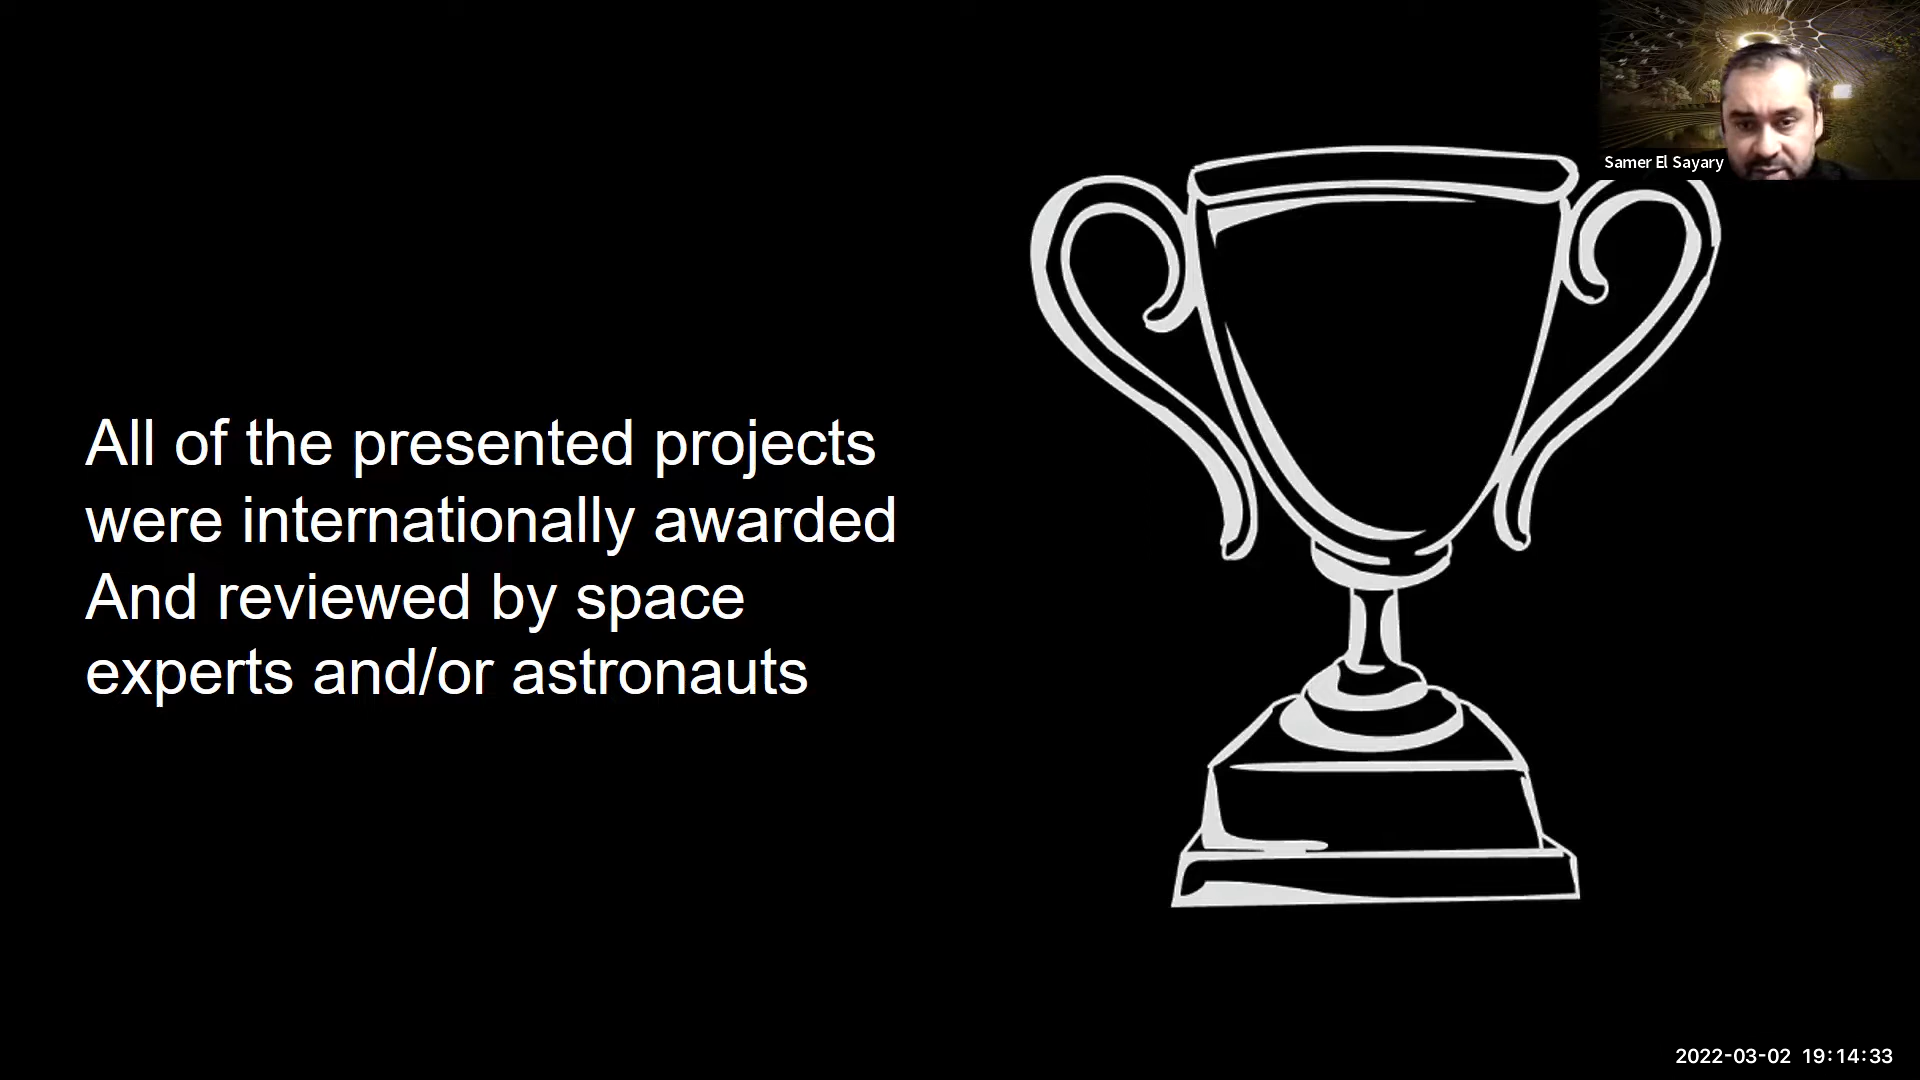 Samer El Sayary
All of the presented projects
were internationally awarded
And reviewed by space
experts and/or astronauts
2022-03-02 19:14:33